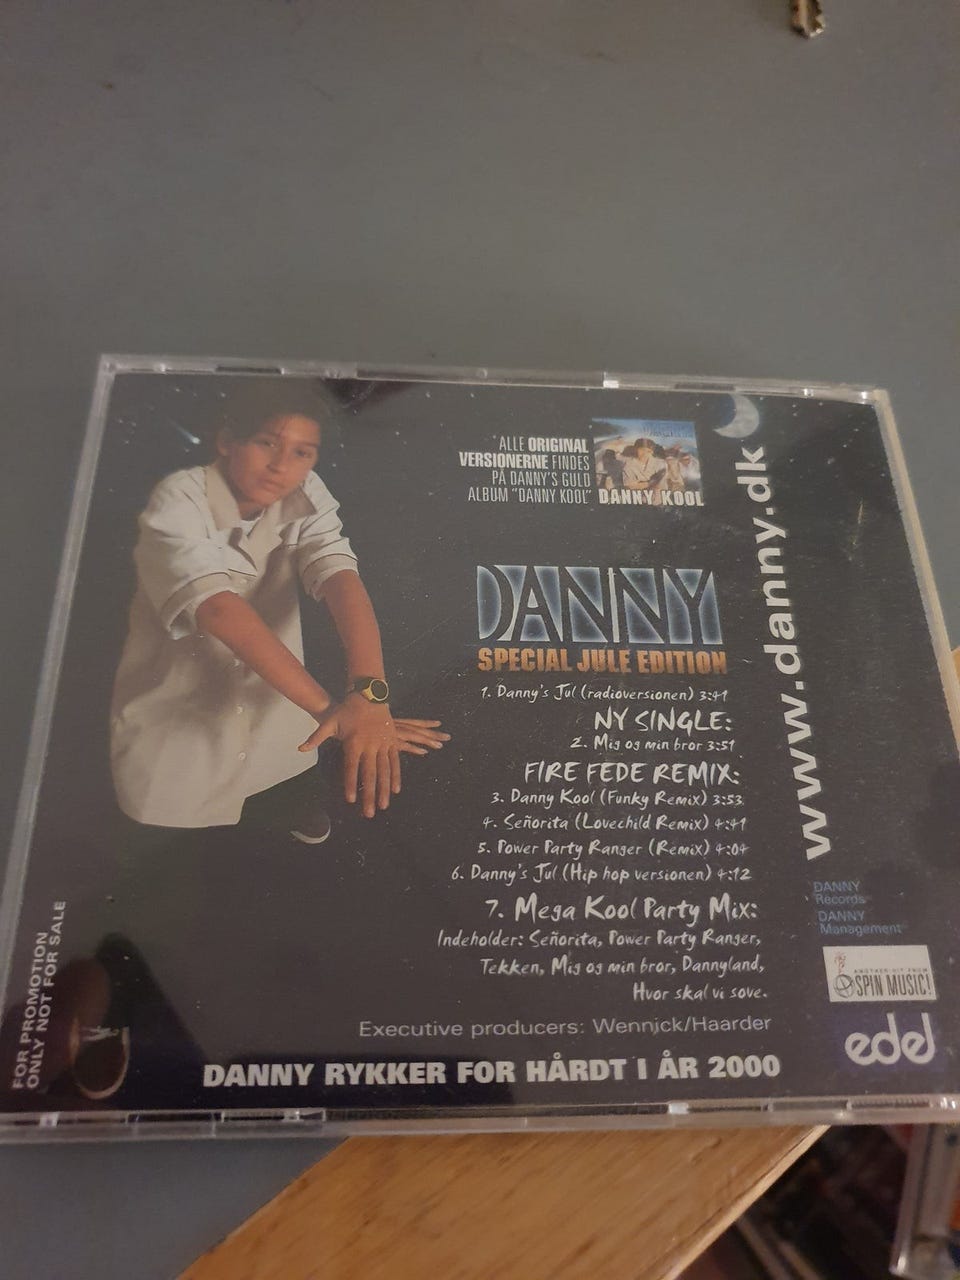 ALLE ORIGINAL
VERSIONERNE FINDES
PÅ DANNY'S GULD
ALBUM "DANNY KOOL"
DANNY KOOL
DANNY
SPECIAL JULE EDITION
1. Danny's Jul (radioversionen) 3:41
NY SINGLE:
2. Mig og min bror 3:51
FIRE FEDE REMIX:
3. Danny Kool (Funky Remix) 3:53
4. Señorita (Lovechild Remix) 4:41
5. Power Party Ranger (Remix) 4:04
6. Danny's Jul (Hip hop versionen) 4:12
7. Mega Kool Party Mix:
Indeholder: Señorita, Power Party Ranger,
Tekken, Mig og min bror, Dannyland,
Hvor skal vi sove.
Executive producers: Wennick/Haarder
DANNY RYKKER FOR HÅRDT I ÅR 2000
FOR PROMOTION
ONLY NOT FOR SALE
www.danny.dk
DANNY
Records
DANNY
Management
ANOTHER HIT FROM
SPIN MUSIC!
edel